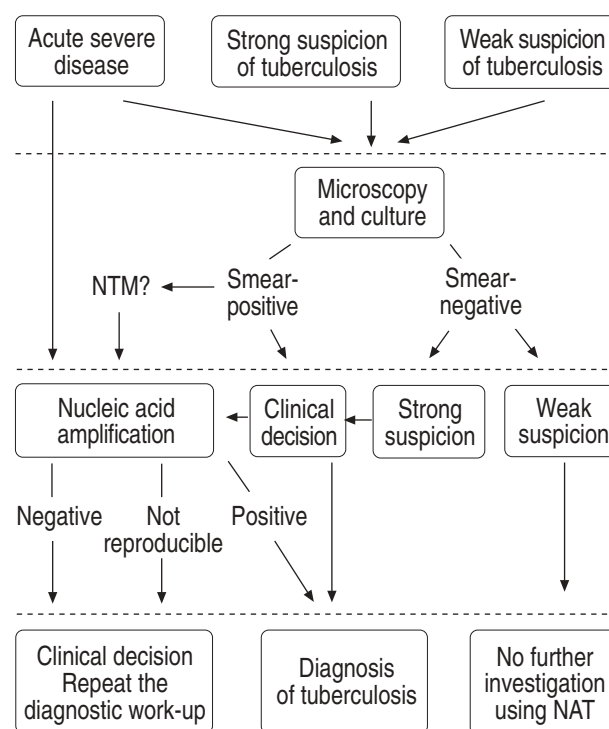 Acute severe
disease
Strong suspicion
of tuberculosis
Weak suspicion
of tuberculosis
Microscopy
and culture
NTM?
Smear-
positive
Smear-
negative
Nucleic acid
amplification
Clinical
decision
Strong
suspicion
Weak
suspicion
Negative
Not
reproducible
Positive
Clinical decision
Repeat the
diagnostic work-up
Diagnosis
of tuberculosis
No further
investigation
using NAT